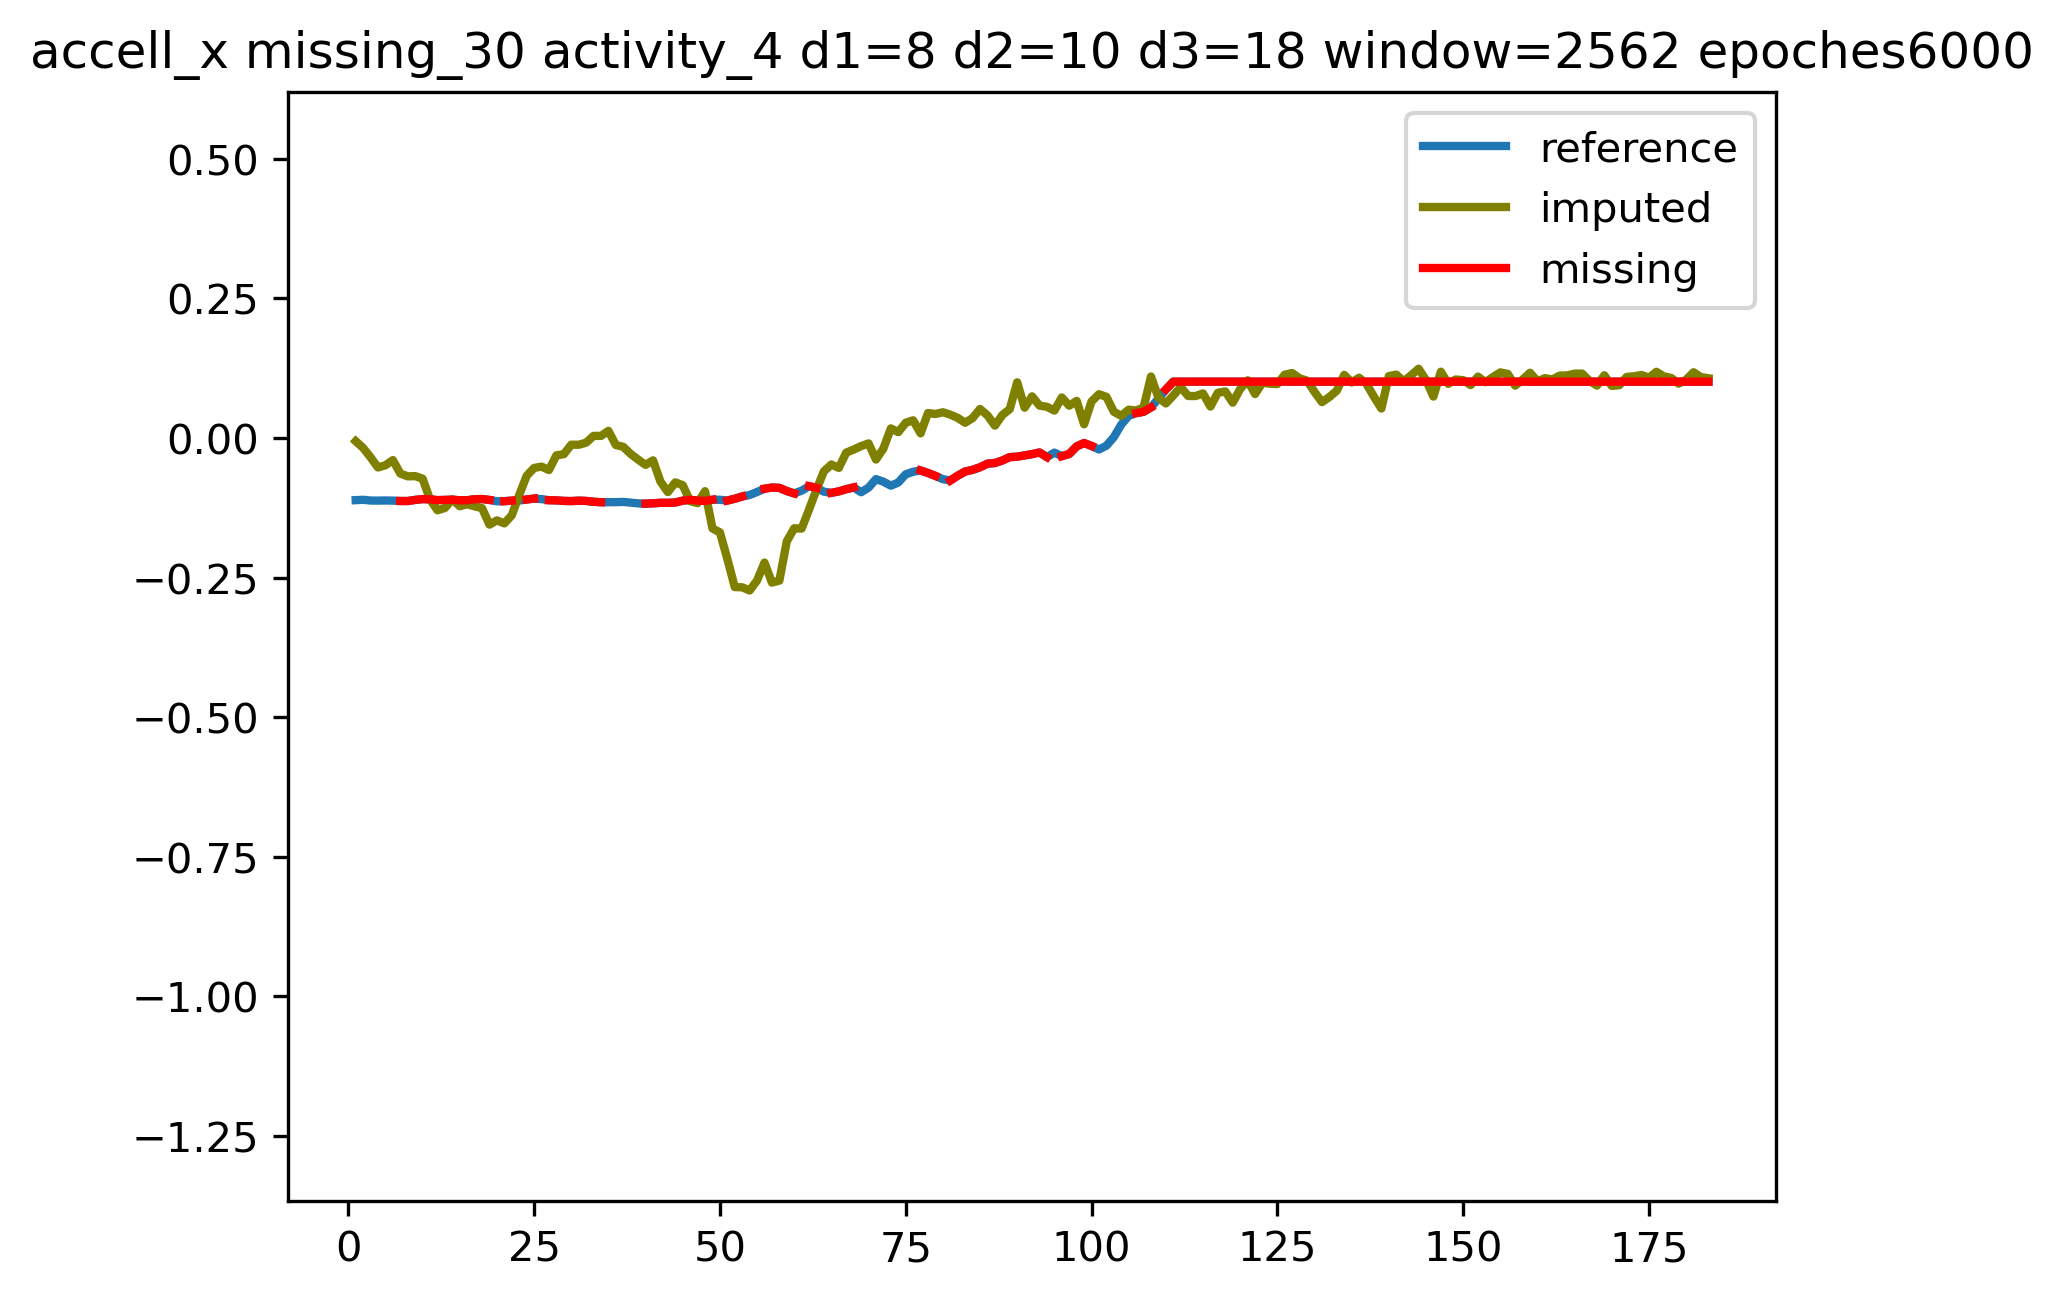 accell_x missing_30 activity_4 d1=8 d2=10 d3=18 window=2562 epoches6000
reference
imputed
missing
0.50
0.25
0.00
−0.25
−0.50
−0.75
−1.00
−1.25
0 25 50 75 100 125 150 175